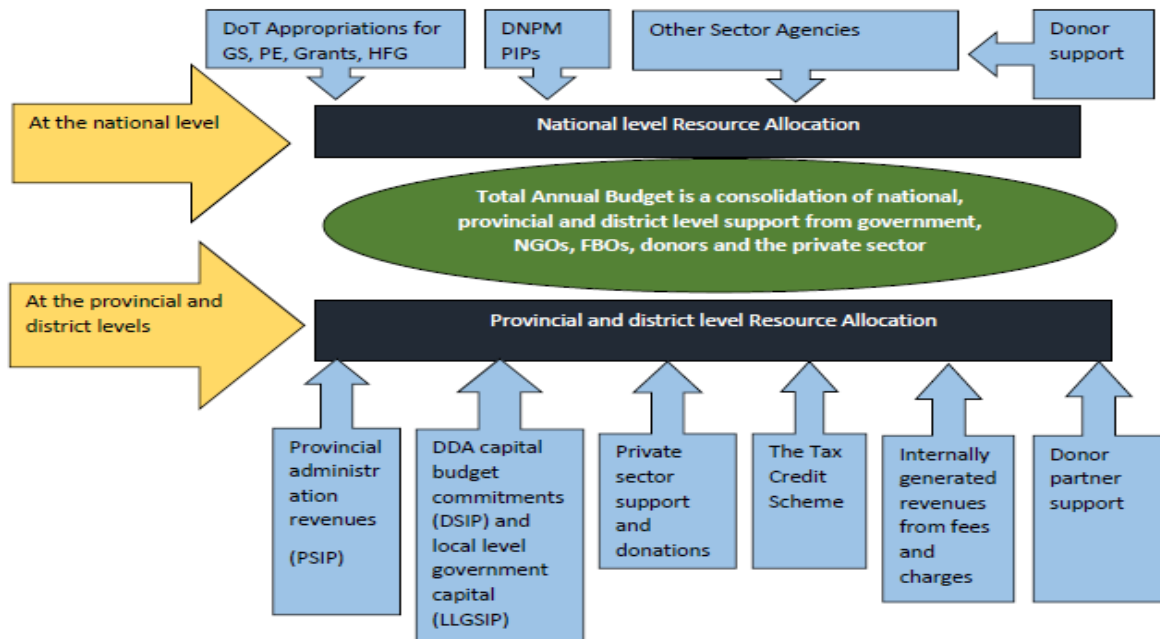 DoT Appropriations for
GS, PE, Grants, HFG
DNPM
PIPs
Other Sector Agencies
Donor
support
At the national level
National level Resource Allocation
Total Annual Budget is a consolidation of national,
provincial and district level support from government,
NGOs, FBOs, donors and the private sector
At the provincial and
district levels
Provincial and district level Resource Allocation
Provincial
administr
ation
revenues
(PSIP)
DDA capital
budget
commitments
(DSIP) and
local level
government
capital
(LLGSIP)
Private
sector
support
and
donations
The Tax
Credit
Scheme
Internally
generated
revenues
from fees
and
charges
Donor
partner
support